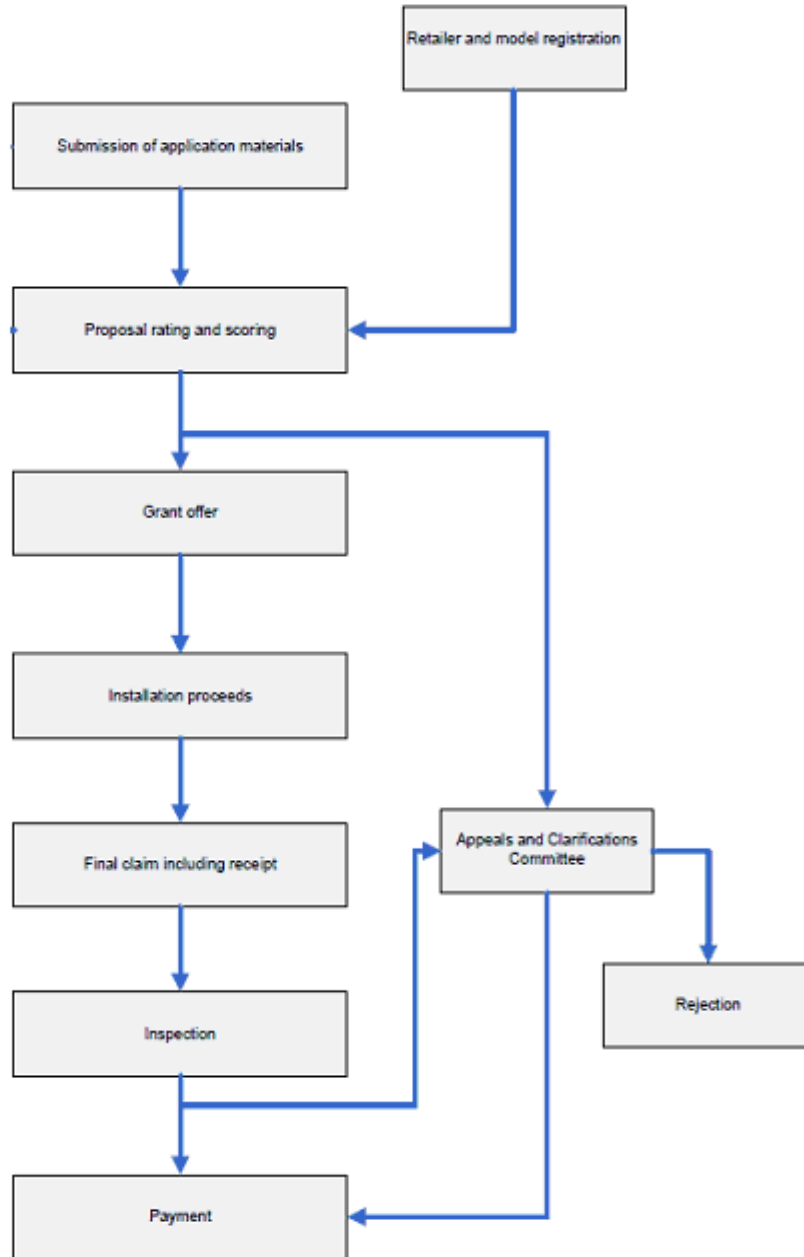 Retailer and model registration
Submission of application materials
Proposal rating and scoring
Grant offer
Installation proceeds
Final claim including receipt
Appeals and Clarifications
Committee
Rejection
Inspection
Payment